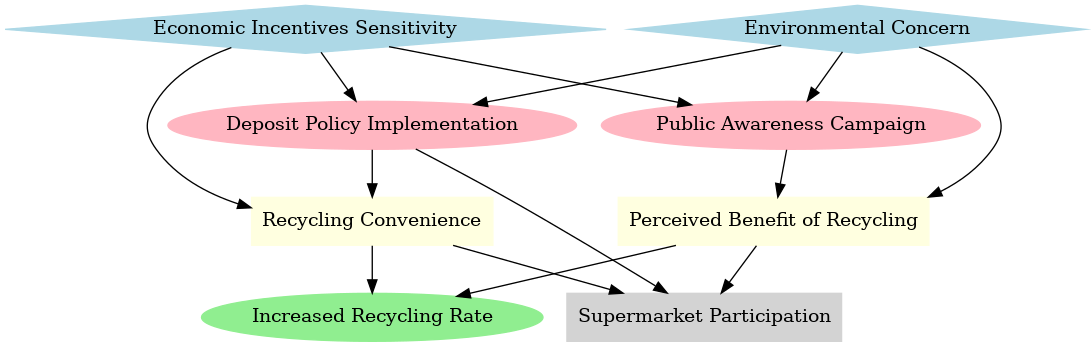 Economic Incentives Sensitivity
Environmental Concern
Deposit Policy Implementation
Public Awareness Campaign
Recycling Convenience
Perceived Benefit of Recycling
Increased Recycling Rate
Supermarket Participation